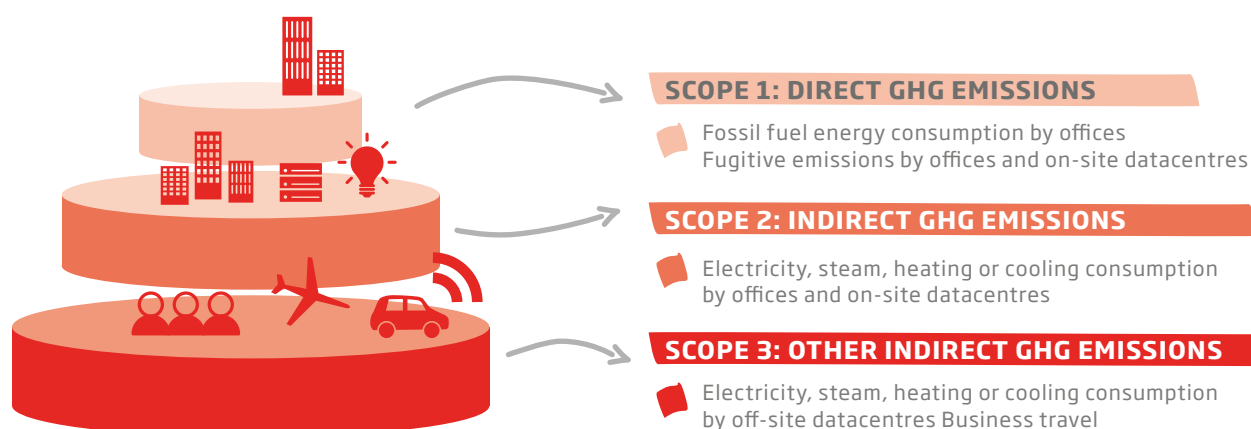 SCOPE 1: DIRECT GHG EMISSIONS
Fossil fuel energy consumption by offices
Fugitive emissions by offices and on-site datacentres
SCOPE 2: INDIRECT GHG EMISSIONS
Electricity, steam, heating or cooling consumption
by offices and on-site datacentres
SCOPE 3: OTHER INDIRECT GHG EMISSIONS
Electricity, steam, heating or cooling consumption
by off-site datacentres Business travel